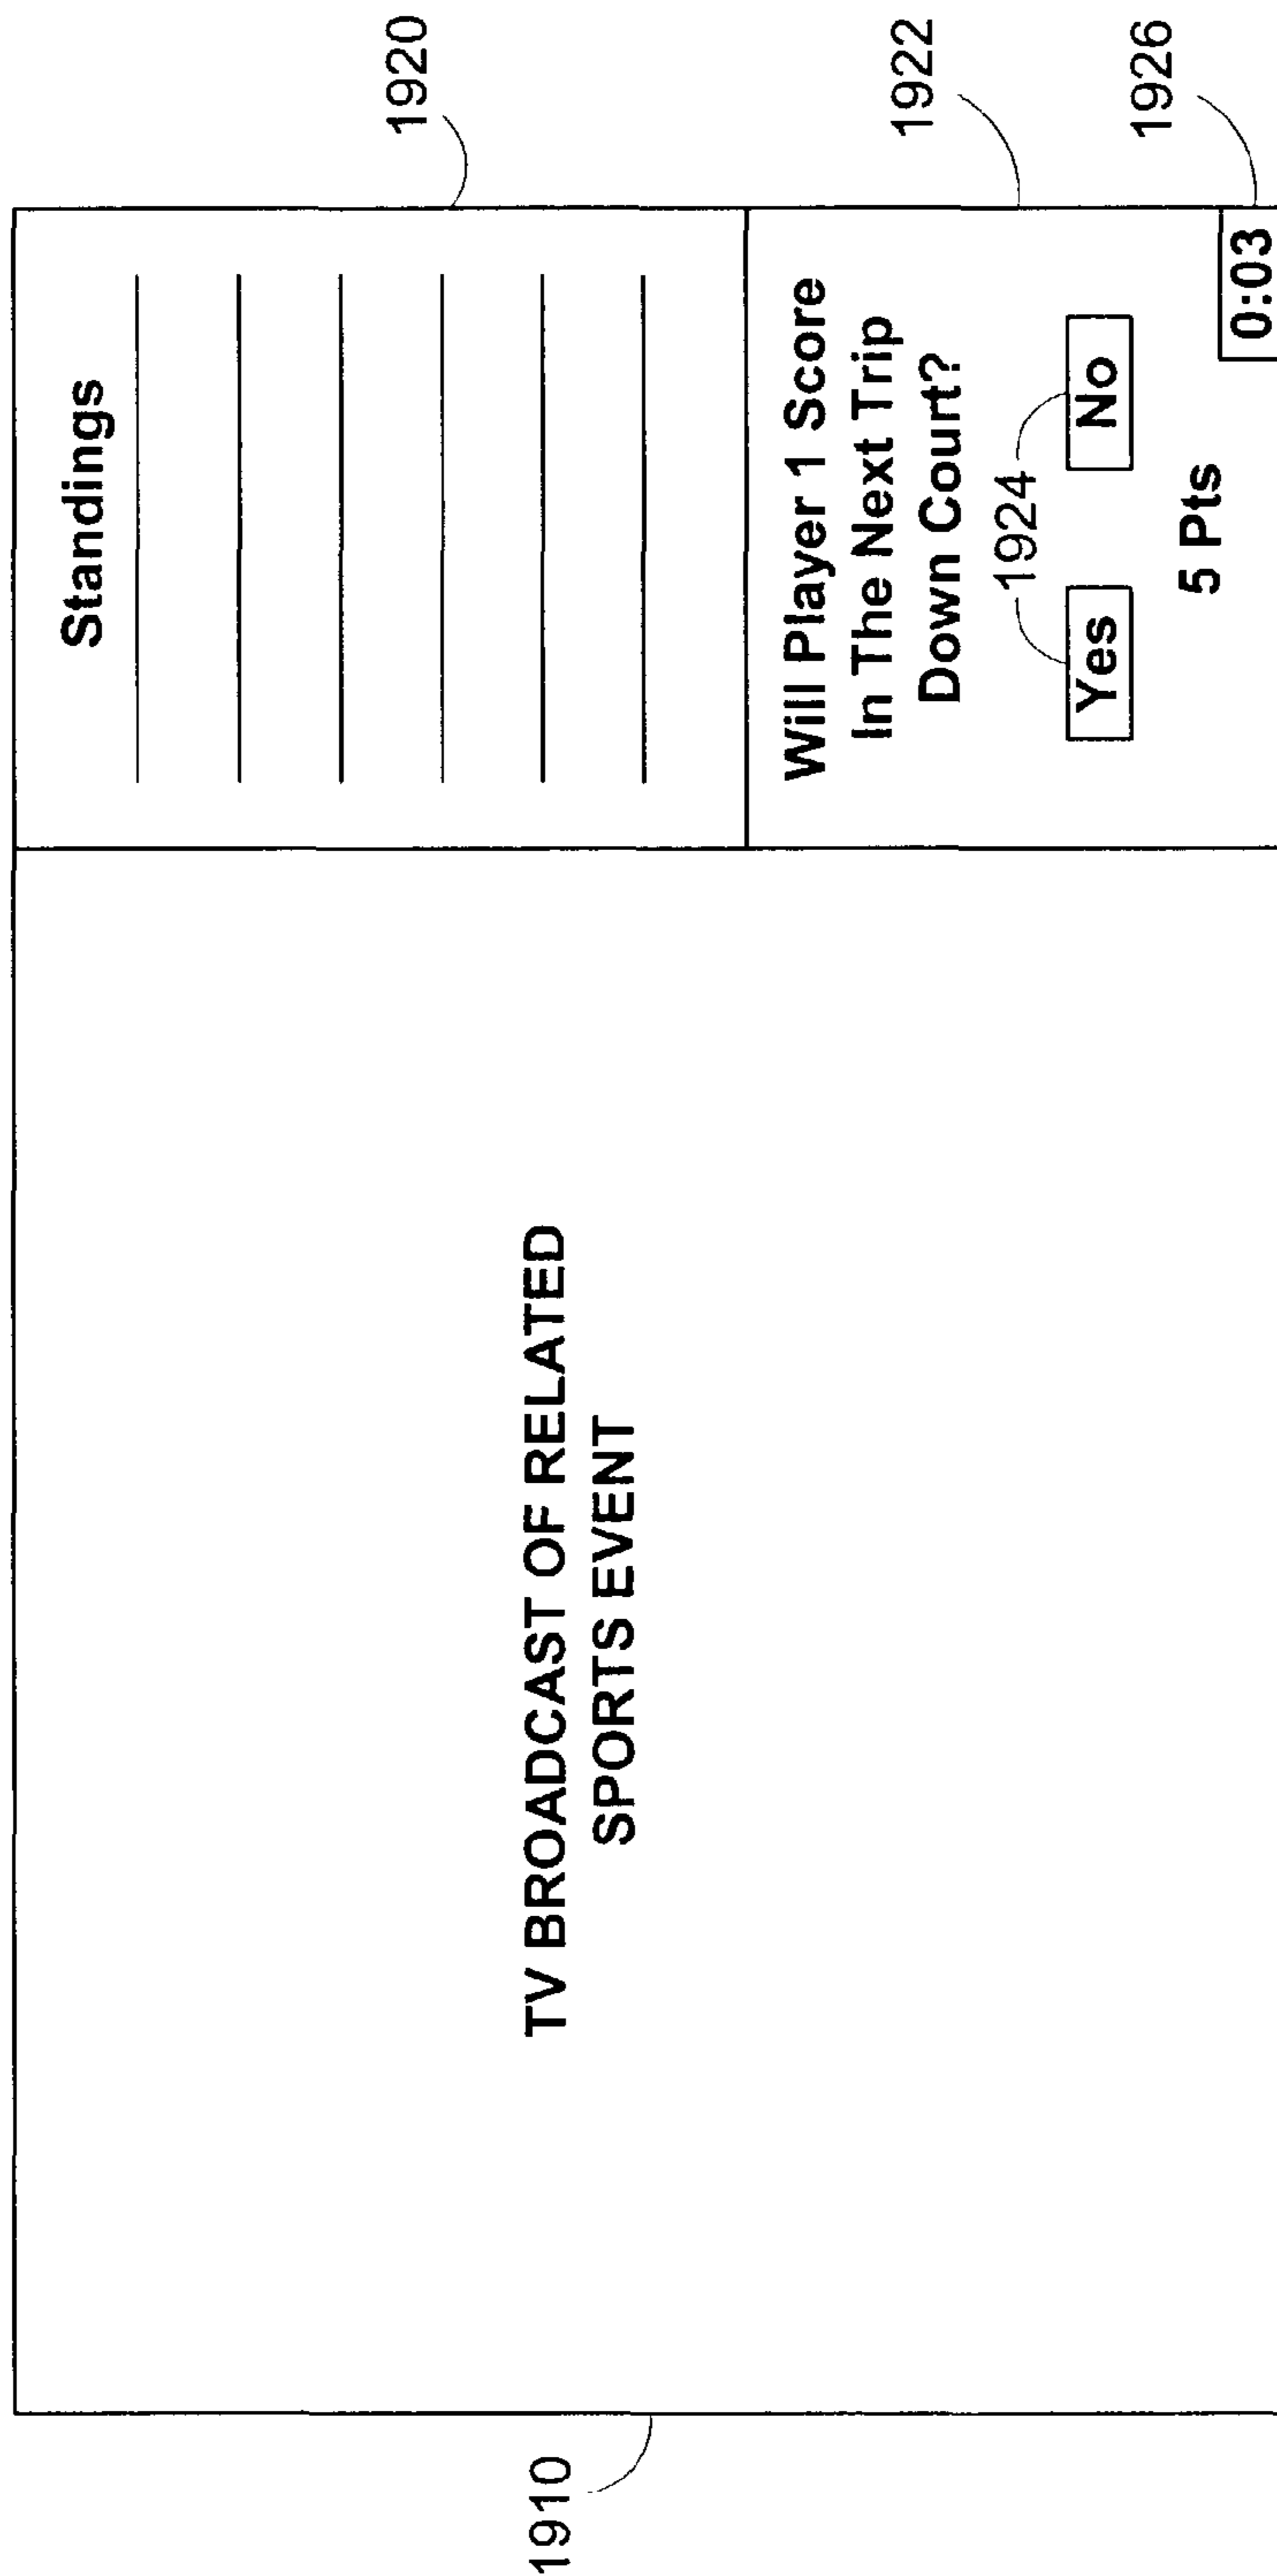 1910
TV BROADCAST OF RELATED
SPORTS EVENT
Standings
1920
Will Player 1 Score
In The Next Trip
Down Court?
1922
1924
Yes
No
5 Pts
0:03
1926